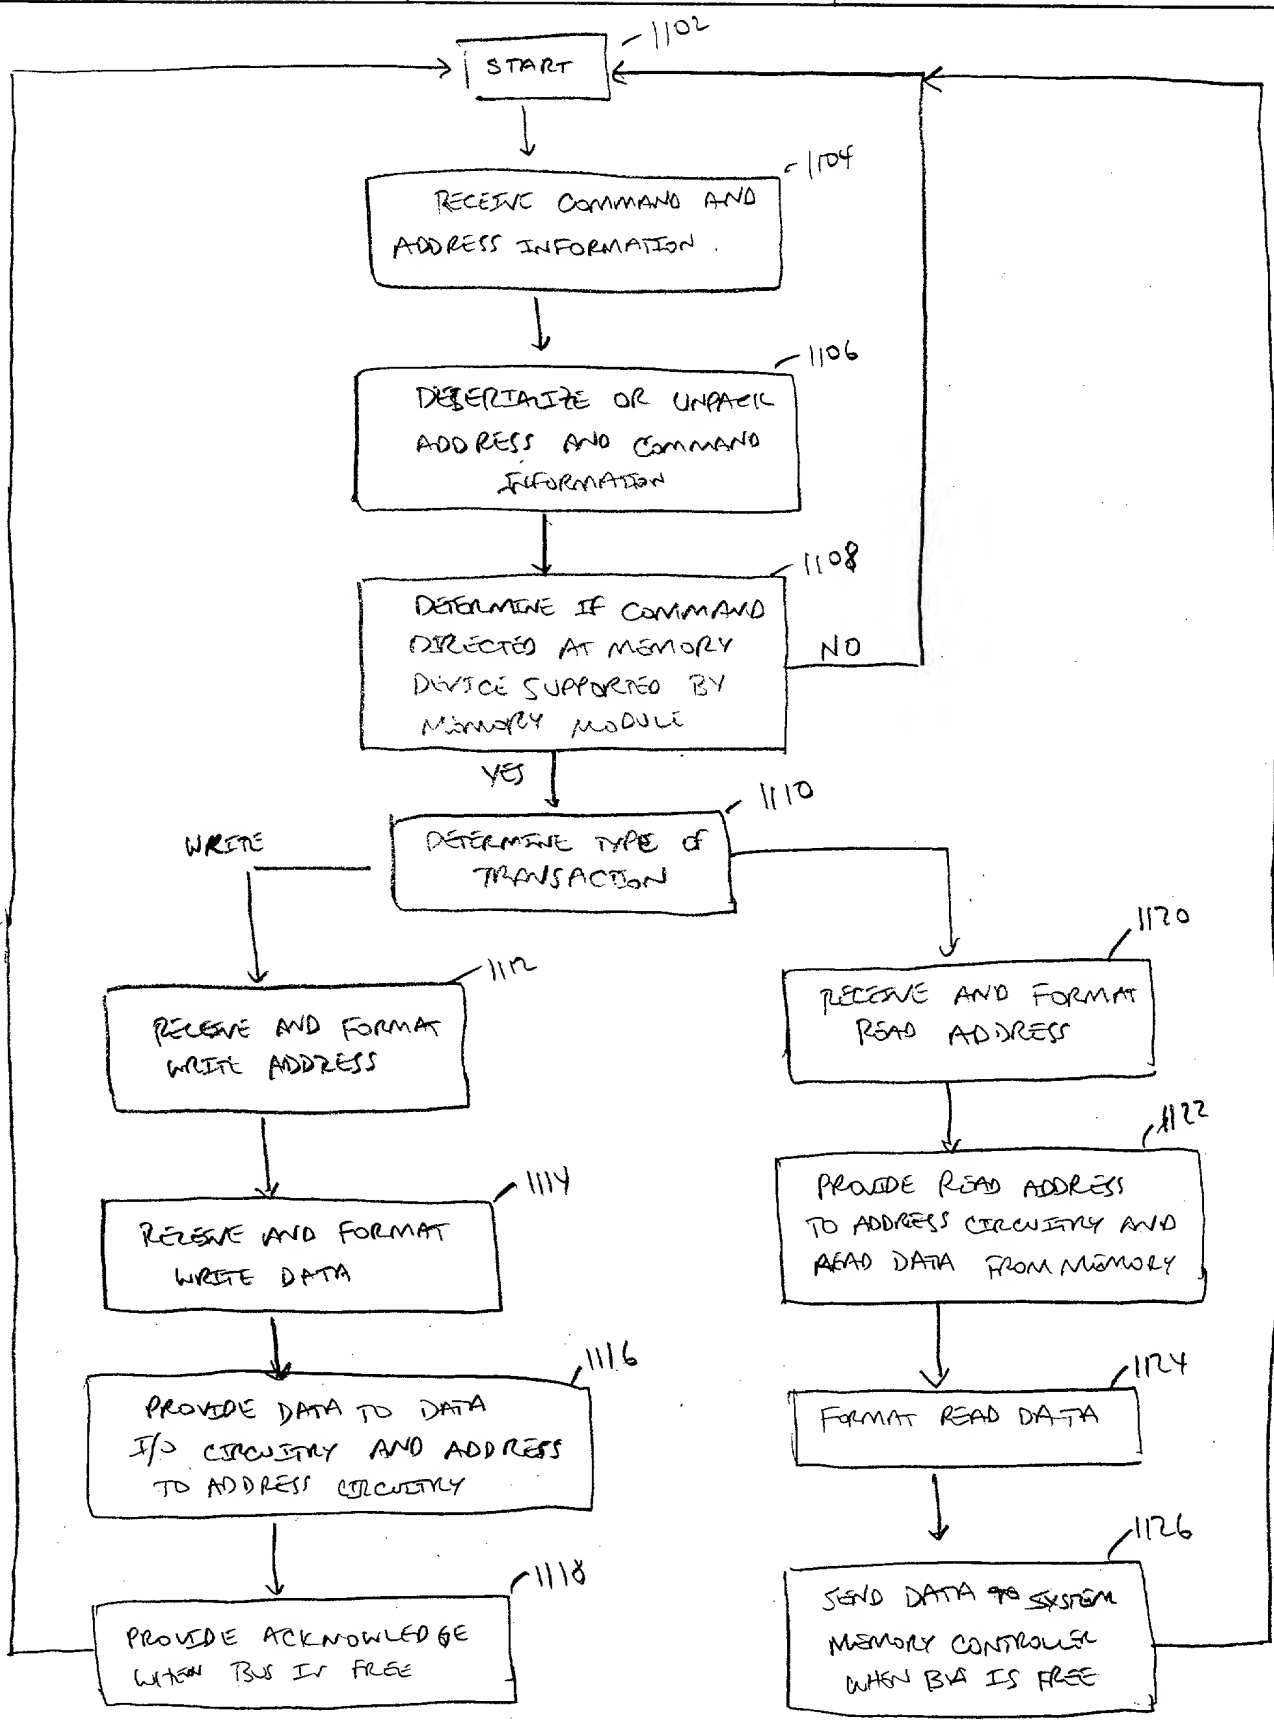 1102
START
1104
RECEIVE COMMAND AND
ADDRESS INFORMATION.
1106
DESERIALIZE OR UNPACK
ADDRESS AND COMMAND
INFORMATION
1108
DETERMINE IF COMMAND
DIRECTED AT MEMORY
DEVICE SUPPORTED BY
MEMORY MODULE
NO
YES
1110
DETERMINE TYPE OF
TRANSACTION
WRITE
1112
RECEIVE AND FORMAT
WRITE ADDRESS
1114
RECEIVE AND FORMAT
WRITE DATA
1116
PROVIDE DATA TO DATA
I/O CIRCUITRY AND ADDRESS
TO ADDRESS CIRCUITRY
1118
PROVIDE ACKNOWLEDGE
WHEN BUS IS FREE
1120
RECEIVE AND FORMAT
READ ADDRESS
1122
PROVIDE READ ADDRESS
TO ADDRESS CIRCUITRY AND
READ DATA FROM MEMORY
1124
FORMAT READ DATA
1126
SEND DATA TO SYSTEM
MEMORY CONTROLLER
WHEN BUS IS FREE